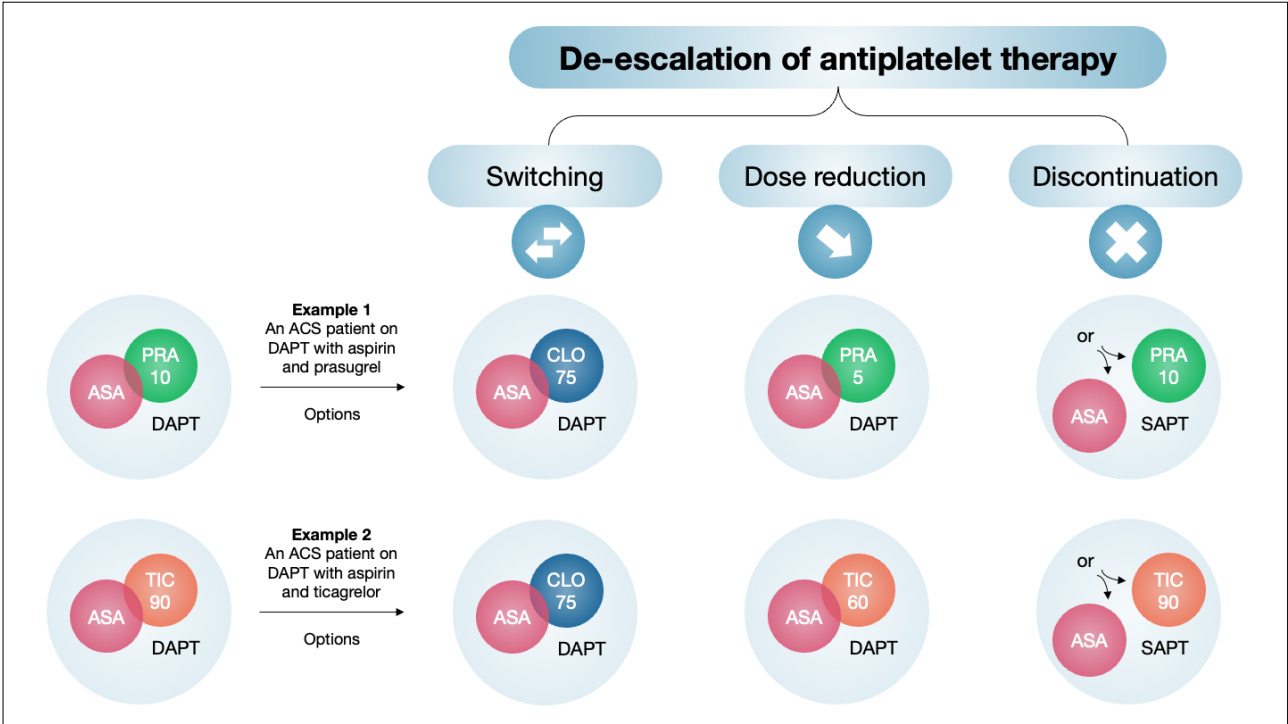 De-escalation of antiplatelet therapy
Switching
Dose reduction
Discontinuation
PRA
10
ASA
DAPT
Example 1
An ACS patient on
DAPT with aspirin
and prasugrel
Options
CLO
75
ASA
DAPT
PRA
5
ASA
DAPT
or
PRA
10
ASA
SAPT
TIC
90
ASA
DAPT
Example 2
An ACS patient on
DAPT with aspirin
and ticagrelor
Options
CLO
75
ASA
DAPT
TIC
60
ASA
DAPT
or
TIC
90
ASA
SAPT